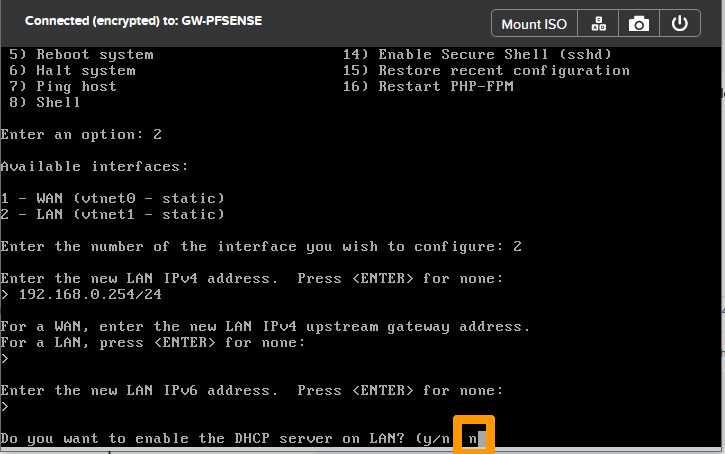 Connected (encrypted) to: GW-PFSENSE
Mount ISO
5) Reboot system 14) Enable Secure Shell (sshd)
6) Halt system 15) Restore recent configuration
7) Ping host 16) Restart PHP-FPM
8) Shell
Enter an option: 2
Available interfaces:
1 - WAN (vtnet0 - static)
2 - LAN (vtnet1 - static)
Enter the number of the interface you wish to configure: 2
Enter the new LAN IPv4 address.  Press <ENTER> for none:
> 192.168.0.254/24
For a WAN, enter the new LAN IPv4 upstream gateway address.
For a LAN, press <ENTER> for none:
>
Enter the new LAN IPv6 address.  Press <ENTER> for none:
>
Do you want to enable the DHCP server on LAN? (y/n n